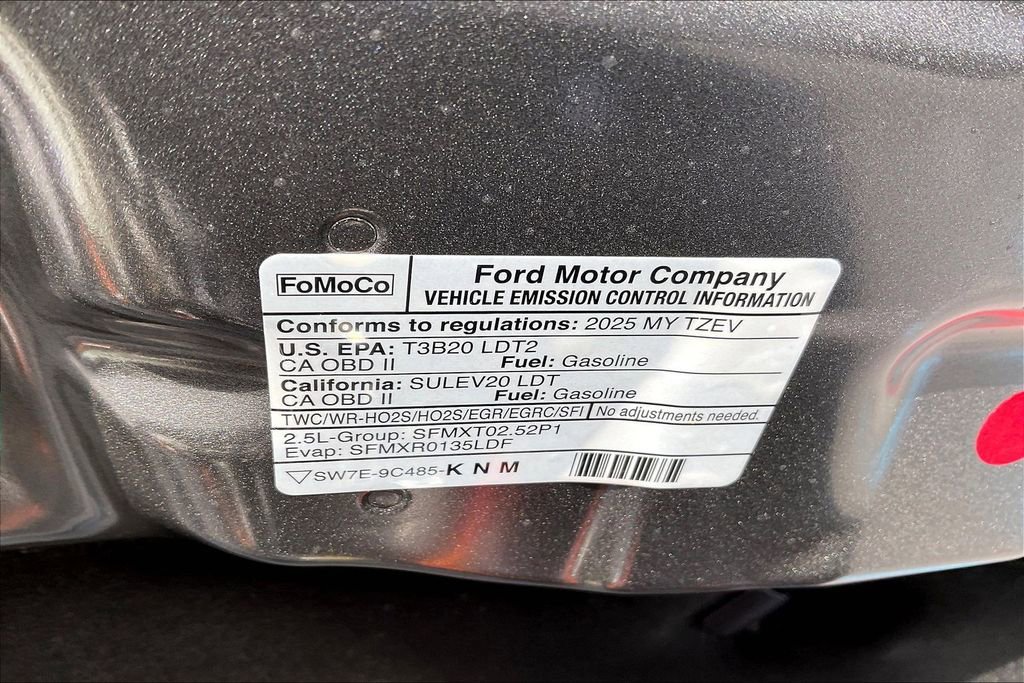 FoMoCo
Ford Motor Company
VEHICLE EMISSION CONTROL INFORMATION
Conforms to regulations: 2025 MY TZEV
U.S. EPA: T3B20 LDT2
CA OBD II Fuel: Gasoline
California: SULEV20 LDT
CA OBD II Fuel: Gasoline
TWC/WR-HO2S/HO2S/EGR/EGRC/SFI No adjustments needed.
2.5L-Group: SFMXT02.52P1
Evap: SFMXR0135LDF
SW7E-9C485-KNM